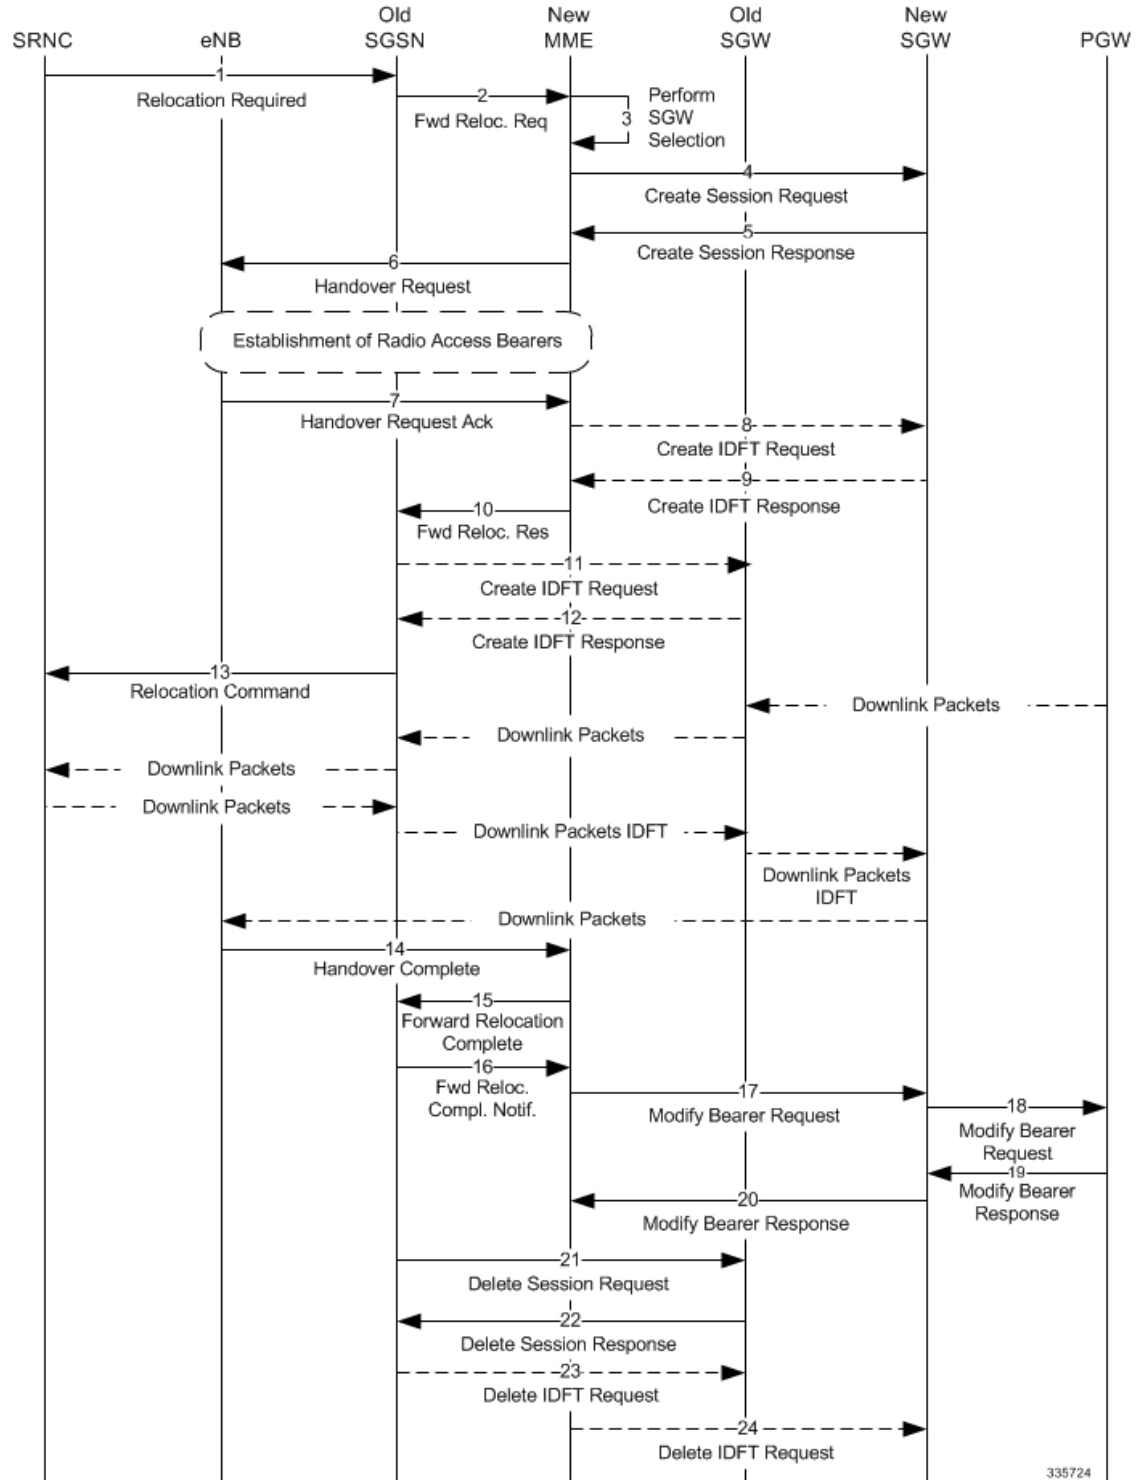 Old New Old New
SRNC eNB SGSN MME SGW SGW PGW
1
Relocation Required
2
Fwd Reloc. Req
3
Perform
SGW
Selection
4
Create Session Request
5
Create Session Response
6
Handover Request
Establishment of Radio Access Bearers
7
Handover Request Ack
8
Create IDFT Request
9
Create IDFT Response
10
Fwd Reloc. Res
11
Create IDFT Request
12
Create IDFT Response
13
Relocation Command
Downlink Packets
Downlink Packets
Downlink Packets
Downlink Packets
Downlink Packets IDFT
Downlink Packets
IDFT
Downlink Packets
14
Handover Complete
15
Forward Relocation
Complete
16
Fwd Reloc.
Compl. Notif.
17
Modify Bearer Request
18
Modify Bearer
Request
19
Modify Bearer
Response
20
Modify Bearer Response
21
Delete Session Request
22
Delete Session Response
23
Delete IDFT Request
24
Delete IDFT Request
335724